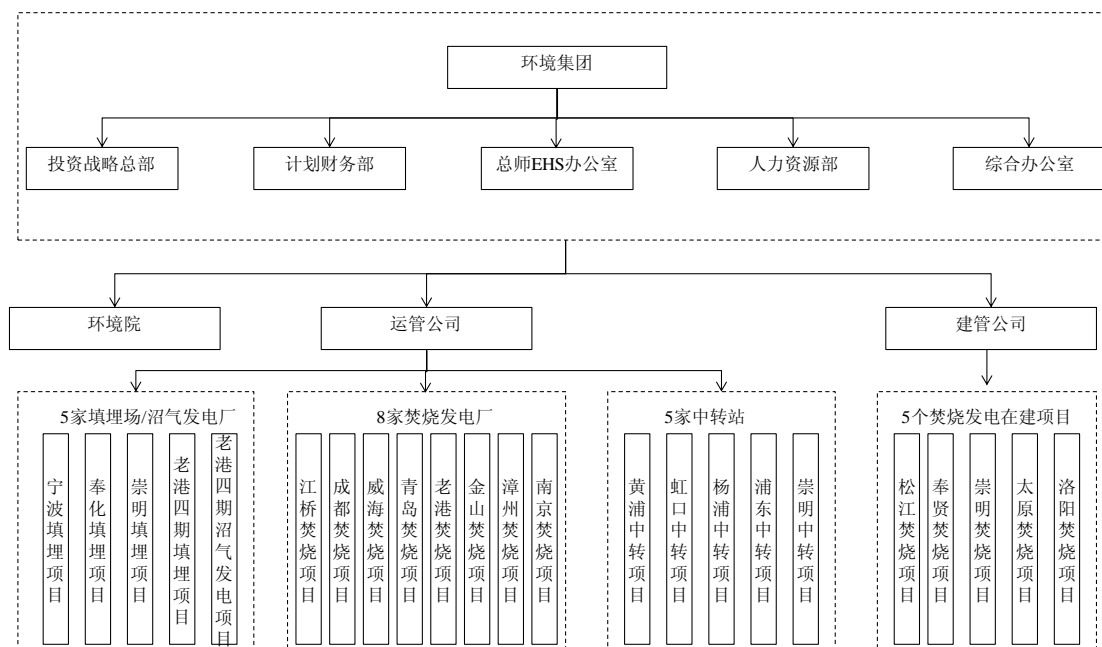 环境集团
投资战略总部
计划财务部
总师EHS办公室
人力资源部
综合办公室
环境院
运管公司
建管公司
5家填埋场/沼气发电厂
8家焚烧发电厂
5家中转站
5个焚烧发电在建项目
宁波填埋项目
奉化填埋项目
崇明填埋项目
老港四期填埋项目
老港四期沼气发电项目
江桥焚烧项目
成都焚烧项目
威海焚烧项目
青岛焚烧项目
老港焚烧项目
金山焚烧项目
漳州焚烧项目
南京焚烧项目
黄浦中转项目
虹口中转项目
杨浦中转项目
浦东中转项目
崇明中转项目
松江焚烧项目
奉贤焚烧项目
崇明焚烧项目
太原焚烧项目
洛阳焚烧项目